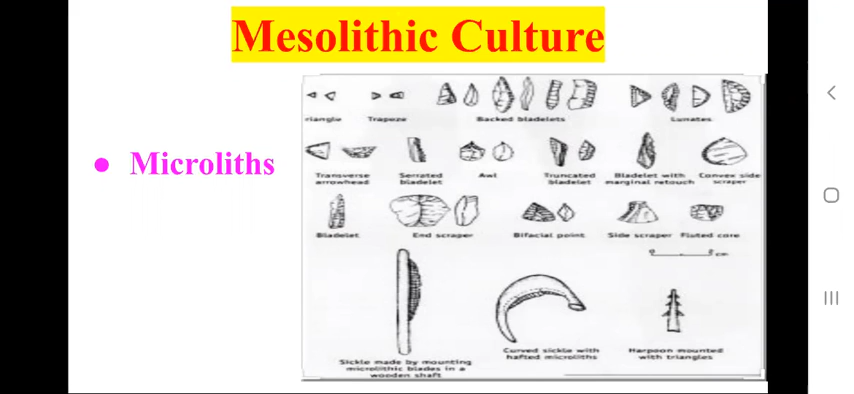 Mesolithic Culture
• Microliths
riangle Trapeze Backed bladelets Lunates
Transverse arrowhead
Serrated bladelet
Awl
Truncated bladelet
Bladelet with marginal retouch
Convex side scraper
Bladelet End scraper Bifacial point Side scraper Fluted core
cm
Sickle made by mounting
microlithic blades in a
wooden shaft
Curved sickle with
hafted microliths
Harpoon mounted
with triangles